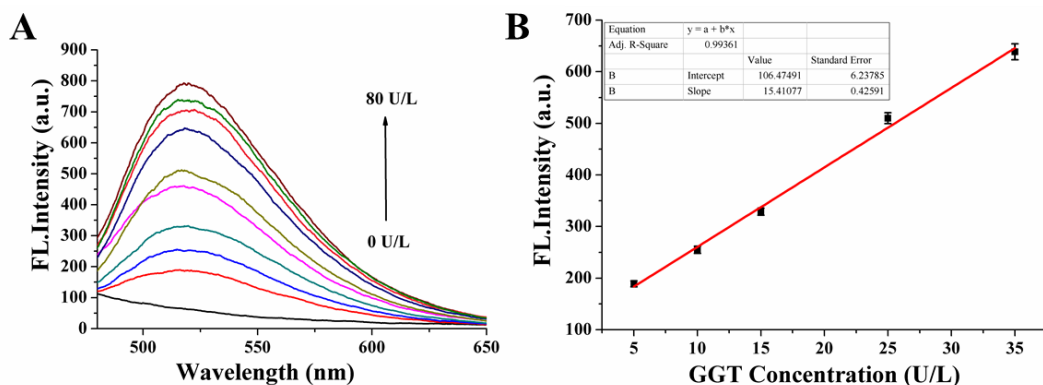 A
FL.Intensity (a.u.)
900
800
700
600
500
400
300
200
100
0
80 U/L
0 U/L
500
550
600
650
Wavelength (nm)
B
FL.Intensity (a.u.)
700
600
500
400
300
200
100
Equation y = a + b*x
Adj. R-Square 0.99361
Value Standard Error
B Intercept 106.47491 6.23785
B Slope 15.41077 0.42591
5 10 15 20 25 30 35
GGT Concentration (U/L)